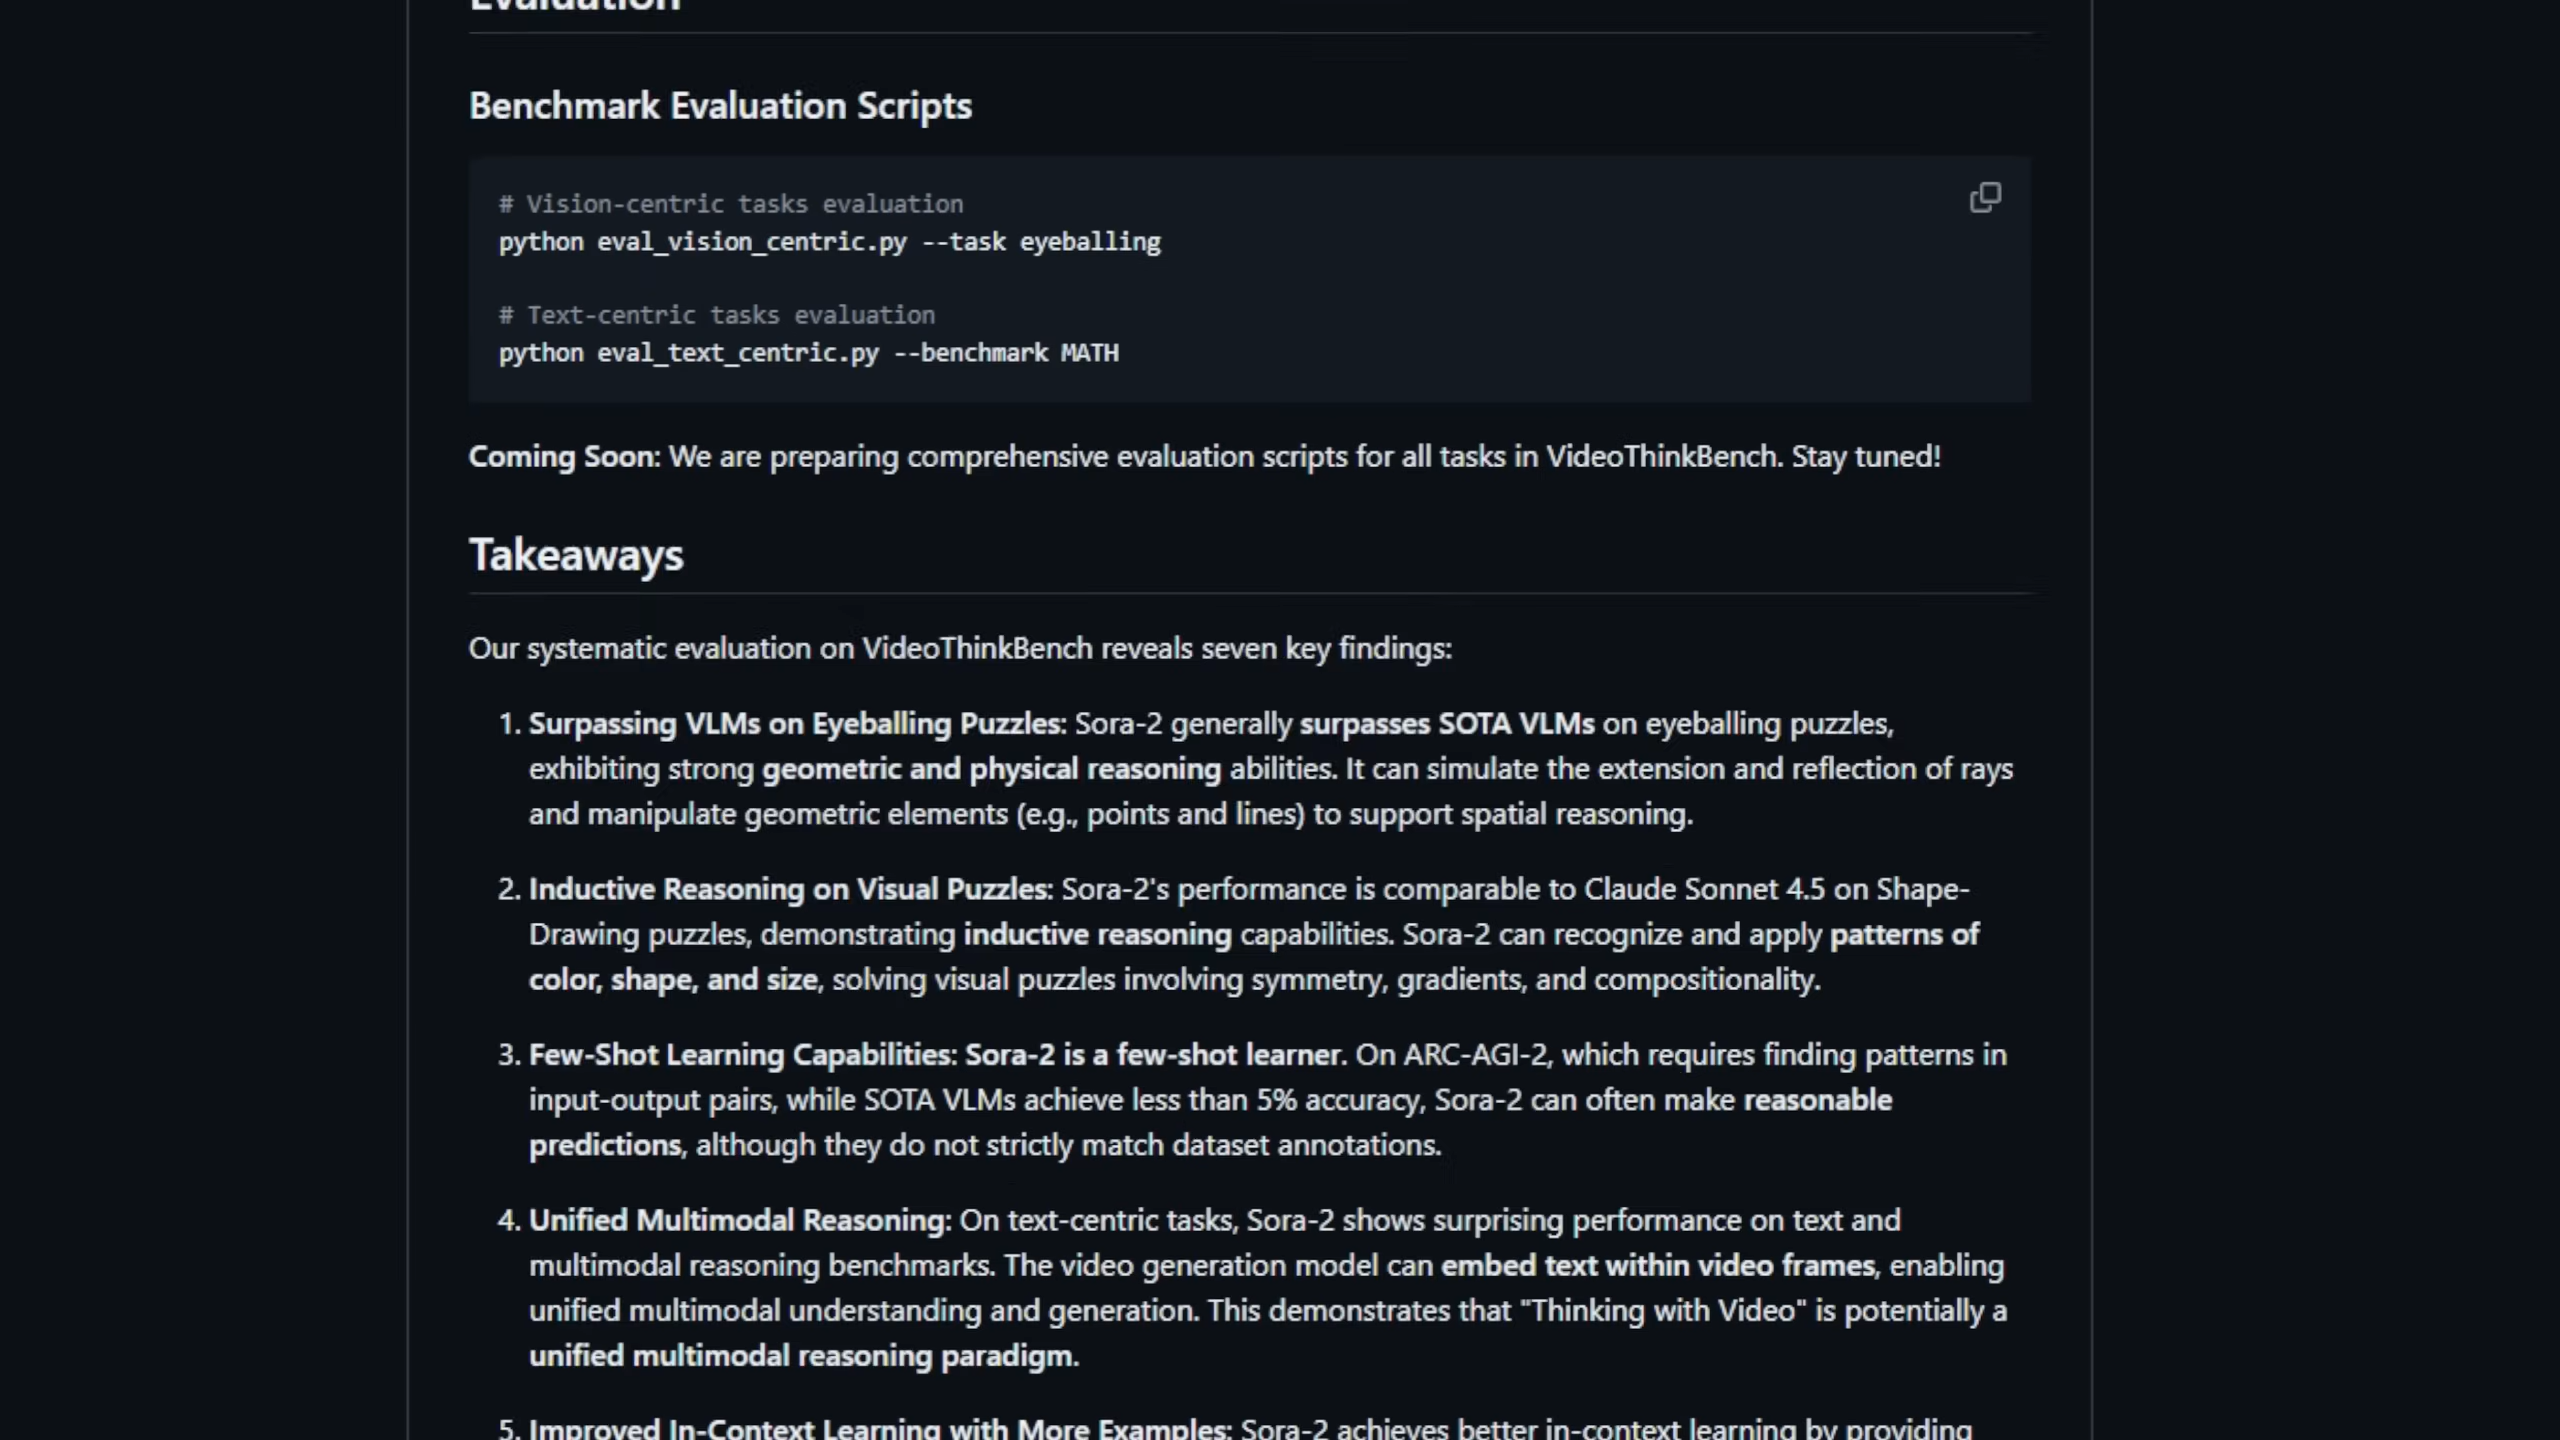 Evaluation
Benchmark Evaluation Scripts
# Vision-centric tasks evaluation
python eval_vision_centric.py --task eyeballing
# Text-centric tasks evaluation
python eval_text_centric.py --benchmark MATH
Coming Soon: We are preparing comprehensive evaluation scripts for all tasks in VideoThinkBench. Stay tuned!
Takeaways
Our systematic evaluation on VideoThinkBench reveals seven key findings:
1. Surpassing VLMs on Eyeballing Puzzles: Sora-2 generally surpasses SOTA VLMs on eyeballing puzzles,
exhibiting strong geometric and physical reasoning abilities. It can simulate the extension and reflection of rays
and manipulate geometric elements (e.g., points and lines) to support spatial reasoning.
2. Inductive Reasoning on Visual Puzzles: Sora-2's performance is comparable to Claude Sonnet 4.5 on Shape-
Drawing puzzles, demonstrating inductive reasoning capabilities. Sora-2 can recognize and apply patterns of
color, shape, and size, solving visual puzzles involving symmetry, gradients, and compositionality.
3. Few-Shot Learning Capabilities: Sora-2 is a few-shot learner. On ARC-AGI-2, which requires finding patterns in
input-output pairs, while SOTA VLMs achieve less than 5% accuracy, Sora-2 can often make reasonable
predictions, although they do not strictly match dataset annotations.
4. Unified Multimodal Reasoning: On text-centric tasks, Sora-2 shows surprising performance on text and
multimodal reasoning benchmarks. The video generation model can embed text within video frames, enabling
unified multimodal understanding and generation. This demonstrates that "Thinking with Video" is potentially a
unified multimodal reasoning paradigm.
5. Improved In-Context Learning with More Examples: Sora-2 achieves better in-context learning by providing